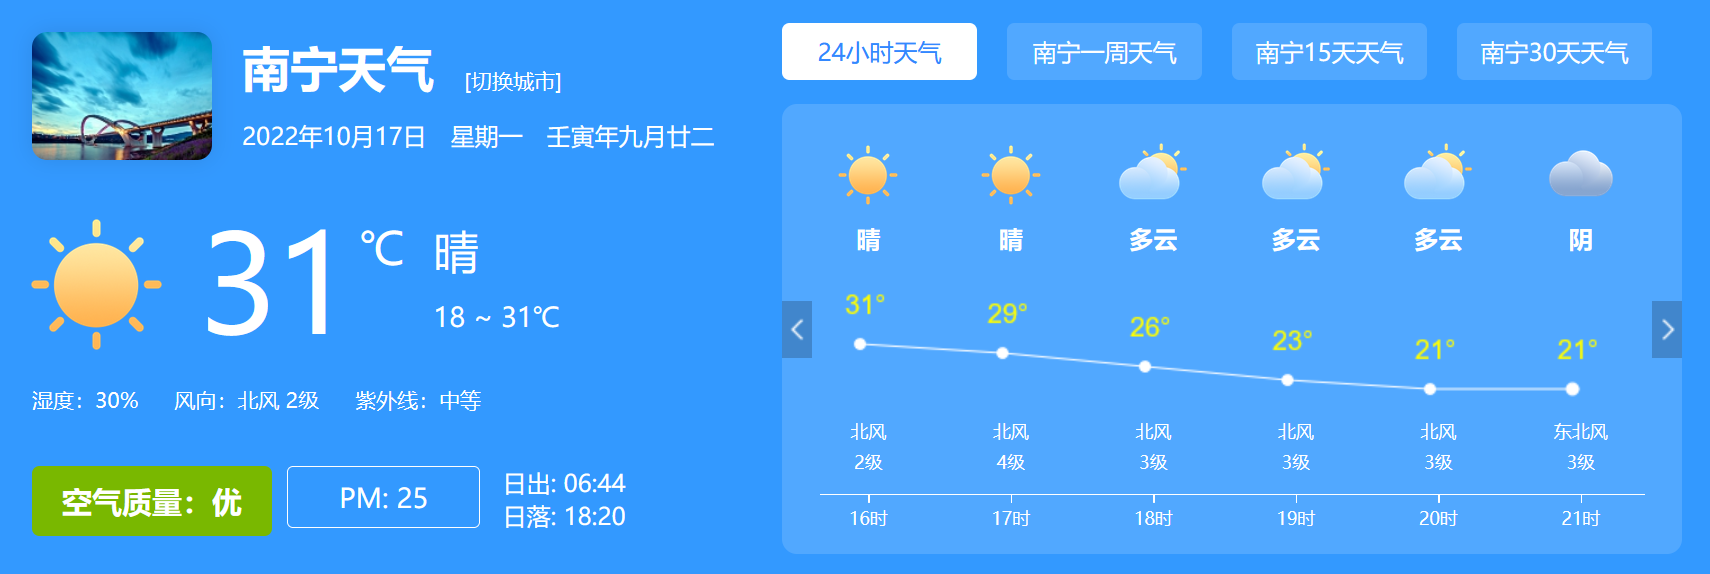 南宁天气 [切换城市]
2022年10月17日 星期一 壬寅年九月廿二
31℃ 晴
18 ~ 31℃
湿度：30% 风向：北风 2级 紫外线：中等
空气质量：优 PM: 25
日出: 06:44
日落: 18:20
24小时天气 南宁一周天气 南宁15天天气 南宁30天天气
晴 晴 多云 多云 多云 阴
31° 29° 26° 23° 21° 21°
北风 北风 北风 北风 北风 东北风
2级 4级 3级 3级 3级 3级
16时 17时 18时 19时 20时 21时